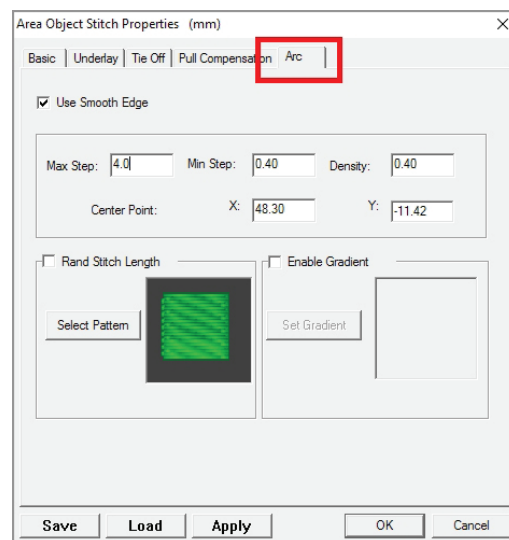 Area Object Stitch Properties (mm)
Basic Underlay Tie Off Pull Compensation Arc
Use Smooth Edge
Max Step: 4.0 Min Step: 0.40 Density: 0.40
Center Point: X: 48.30 Y: -11.42
Rand Stitch Length Enable Gradient
Select Pattern Set Gradient
Save Load Apply OK Cancel